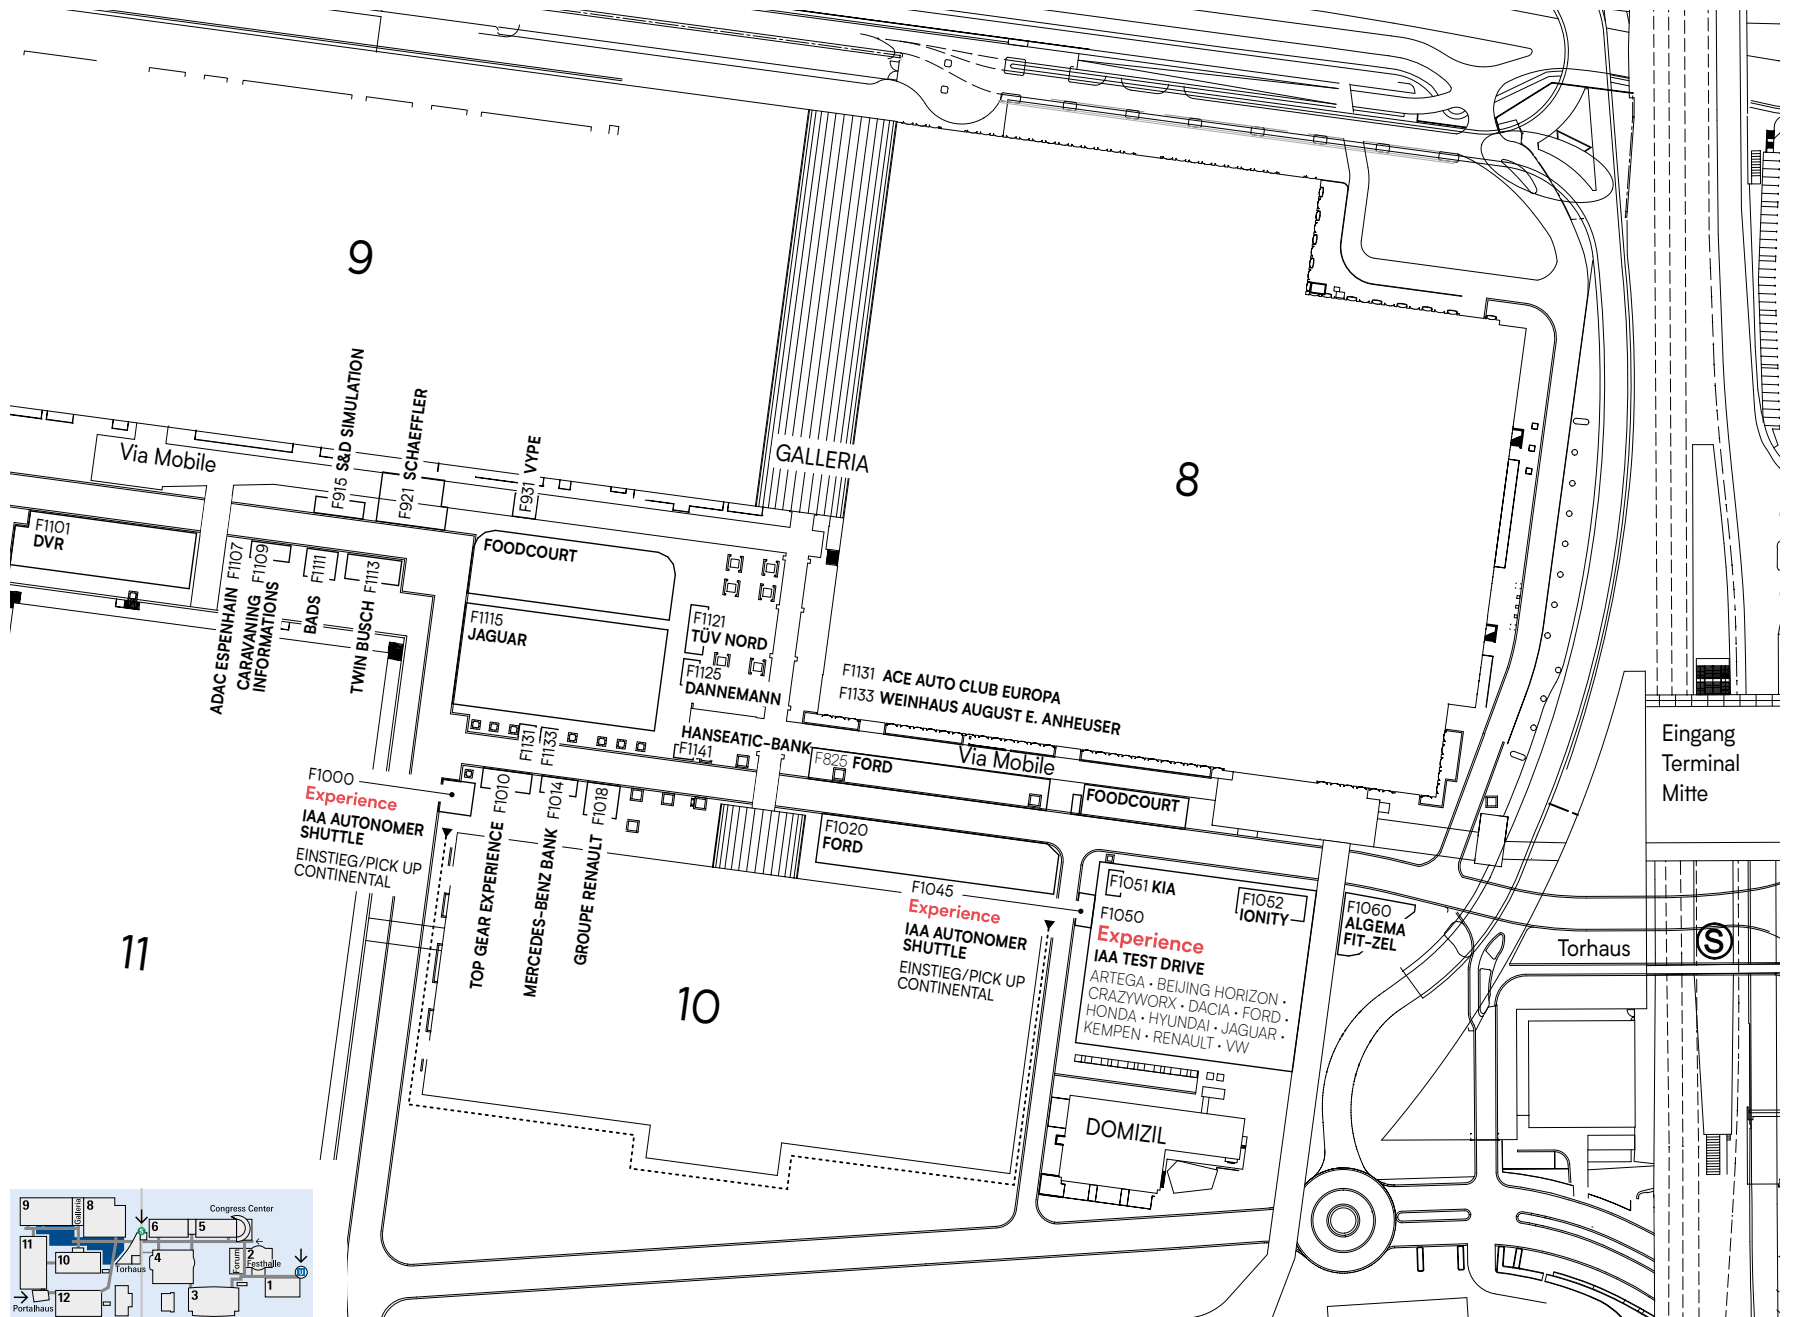 9
8
F915 S&D SIMULATION
F921 SCHAEFFLER
F931 VYPE
GALLERIA
Via Mobile
F1101
DVR
FOODCOURT
ADAC ESPENHAIN F1107
CARAVANING F1109
INFORMATIONS
BADS F1111
TWIN BUSCH F1113
F1115
JAGUAR
F1121
TÜV NORD
F1125
DANNEMANN
F1131 ACE AUTO CLUB EUROPA
F1133 WEINHAUS AUGUST E. ANHEUSER
F1131
F1133
HANSEATIC-BANK
F1141
F825 FORD
Via Mobile
FOODCOURT
Eingang
Terminal
Mitte
F1000
Experience
IAA AUTONOMER
SHUTTLE
EINSTIEG/PICK UP
CONTINENTAL
TOP GEAR EXPERIENCE F1010
MERCEDES-BENZ BANK F1014
GROUPE RENAULT F1018
F1020
FORD
F1045
Experience
IAA AUTONOMER
SHUTTLE
EINSTIEG/PICK UP
CONTINENTAL
F1051 KIA
F1052
IONITY
F1050
Experience
IAA TEST DRIVE
ARTEGA • BEIJING HORIZON •
CRAZYWORX • DACIA • FORD •
HONDA • HYUNDAI • JAGUAR •
KEMPEN • RENAULT • VW
F1060
ALGEMA
FIT-ZEL
Torhaus
S
11
10
DOMIZIL
9
Galleria
8
6
5
Congress Center
11
10
Torhaus
4
Forum
2
Festhalle
1
3
12
Portalhaus